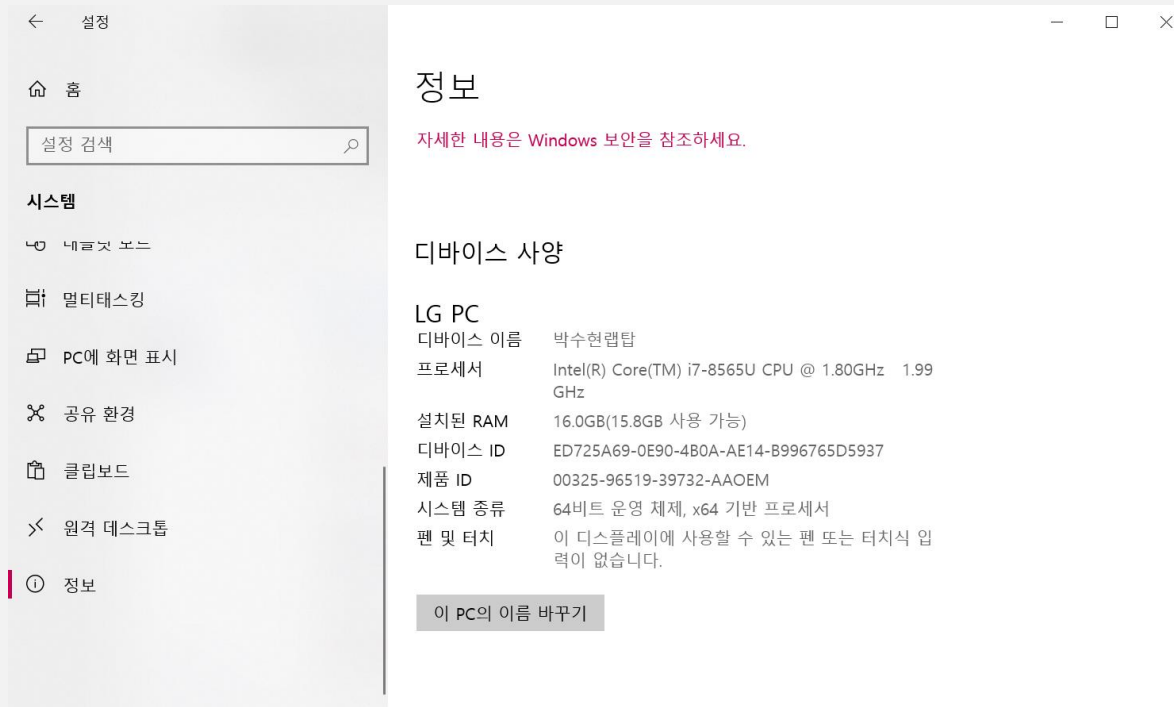 설정
홈
설정 검색
시스템
태블릿 모드
멀티태스킹
PC에 화면 표시
공유 환경
클립보드
원격 데스크톱
정보
정보
자세한 내용은 Windows 보안을 참조하세요.
디바이스 사양
LG PC
디바이스 이름 박수현랩탑
프로세서 Intel(R) Core(TM) i7-8565U CPU @ 1.80GHz 1.99
GHz
설치된 RAM 16.0GB(15.8GB 사용 가능)
디바이스 ID ED725A69-0E90-4B0A-AE14-B996765D5937
제품 ID 00325-96519-39732-AAOEM
시스템 종류 64비트 운영 체제, x64 기반 프로세서
펜 및 터치 이 디스플레이에 사용할 수 있는 펜 또는 터치식 입
력이 없습니다.
이 PC의 이름 바꾸기